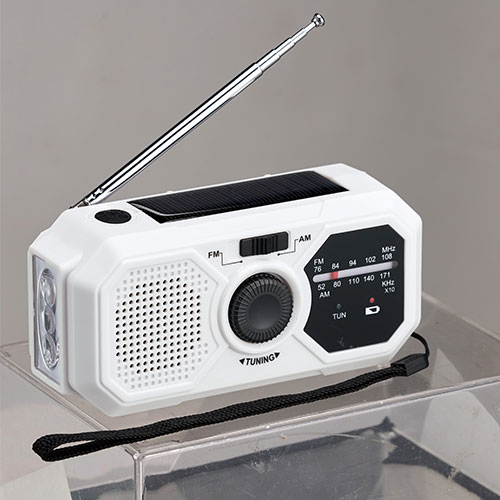 FM AM
TUNING
MHz
FM
76 84 94 102 108
52 80 110 140 171
AM KHz
X10
TUN